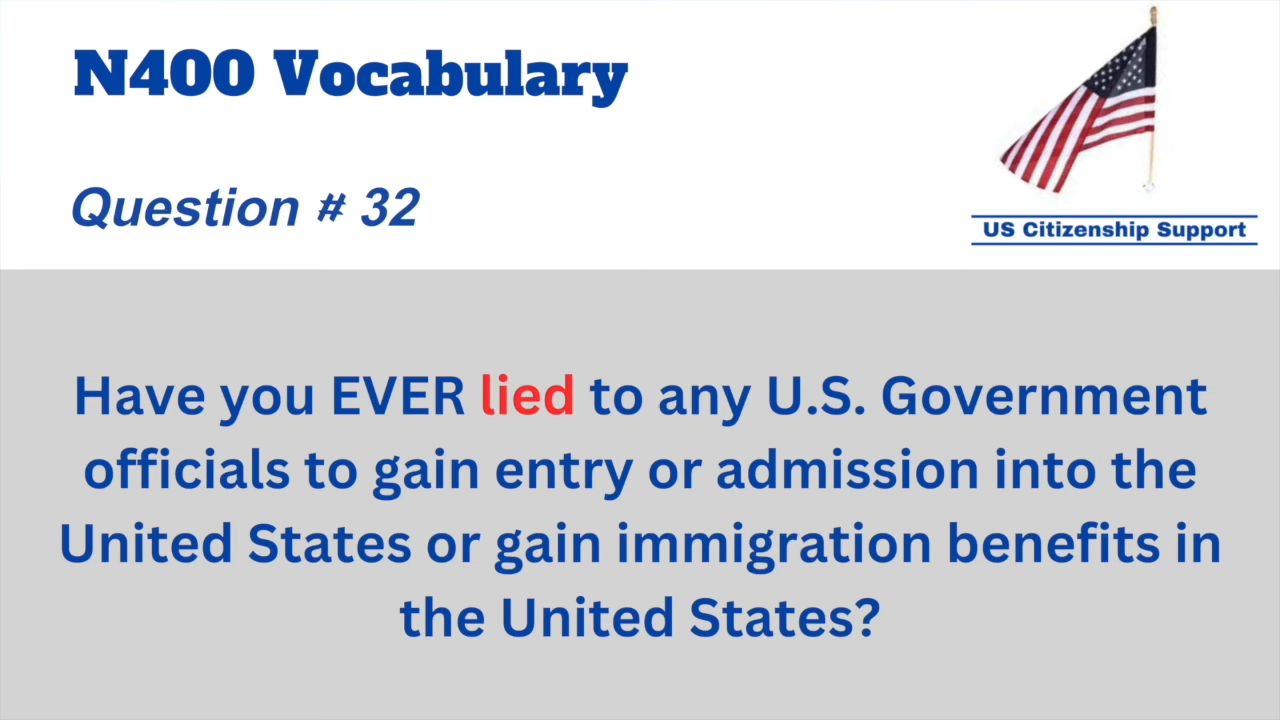 N400 Vocabulary
Question # 32
US Citizenship Support
Have you EVER lied to any U.S. Government
officials to gain entry or admission into the
United States or gain immigration benefits in
the United States?